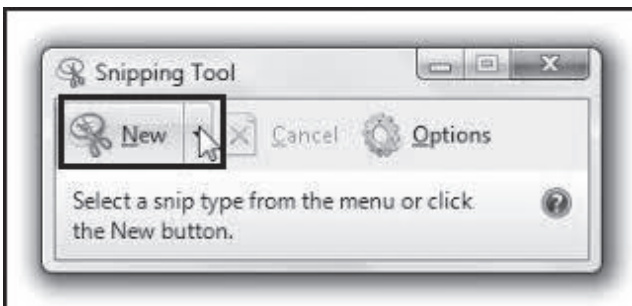 Snipping Tool
New Cancel Options
Select a snip type from the menu or click
the New button.